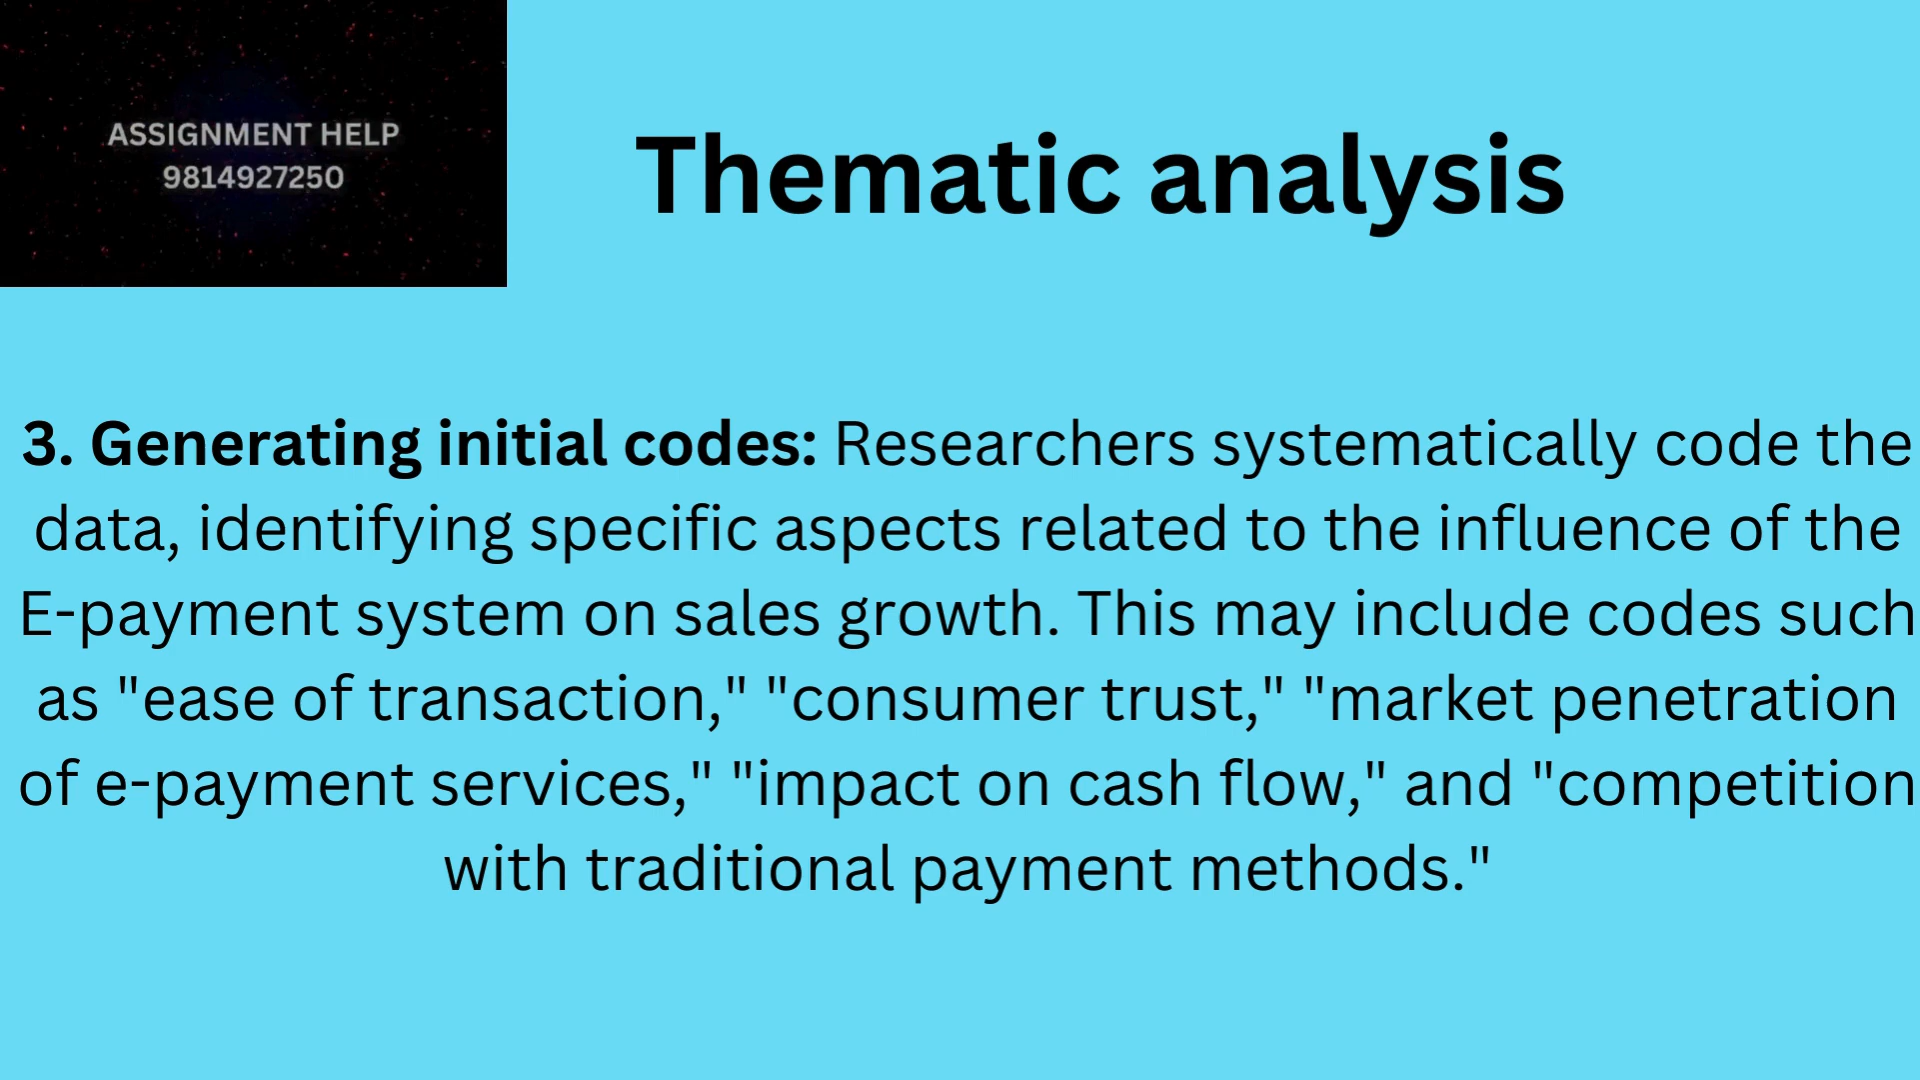 ASSIGNMENT HELP
9814927250
Thematic analysis
3. Generating initial codes: Researchers systematically code the
data, identifying specific aspects related to the influence of the
E-payment system on sales growth. This may include codes such
as "ease of transaction," "consumer trust," "market penetration
of e-payment services," "impact on cash flow," and "competition
with traditional payment methods."